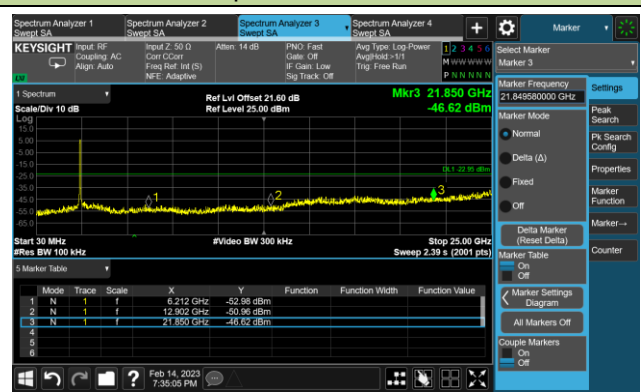 Spectrum Analyzer 1
Swept SA
Spectrum Analyzer 2
Swept SA
Spectrum Analyzer 3
Swept SA
Spectrum Analyzer 4
Swept SA
Marker
KEYSIGHT
Input: RF
Coupling: AC
Align: Auto
Input Z: 50 Ω
Corr CCorr
Freq Ref: Int (S)
NFE: Adaptive
Atten: 14 dB
PNO: Fast
Gate: Off
IF Gain: Low
Sig Track: Off
Avg Type: Log-Power
Avg|Hold:>1/1
Trig: Free Run
1 2 3 4 5 6
M W W W W W
P N N N N N
Select Marker
Marker 3
1 Spectrum
Scale/Div 10 dB
Ref Lvl Offset 21.60 dB
Ref Level 25.00 dBm
Mkr3 21.850 GHz
-46.62 dBm
Log
15.0
5.00
-5.00
-15.0
-25.0
-35.0
-45.0
-55.0
-65.0
1
2
3
Start 30 MHz
#Res BW 100 kHz
#Video BW 300 kHz
Stop 25.00 GHz
Sweep 2.39 s (2001 pts)
Marker Frequency
21.849580000 GHz
Marker Mode
Normal
Delta (Δ)
Fixed
Off
Delta Marker
(Reset Delta)
Marker Table
On
Off
Marker Settings
Diagram
All Markers Off
Couple Markers
On
Off
Settings
Peak
Search
Pk Search
Config
Properties
Marker
Function
Marker→
Counter
5 Marker Table
Mode Trace Scale X Y Function Function Width Function Value
1 N 1 f 6.212 GHz -52.98 dBm
2 N 1 f 12.902 GHz -50.96 dBm
3 N 1 f 21.850 GHz -46.62 dBm
4
5
6
?
Feb 14, 2023
7:35:05 PM